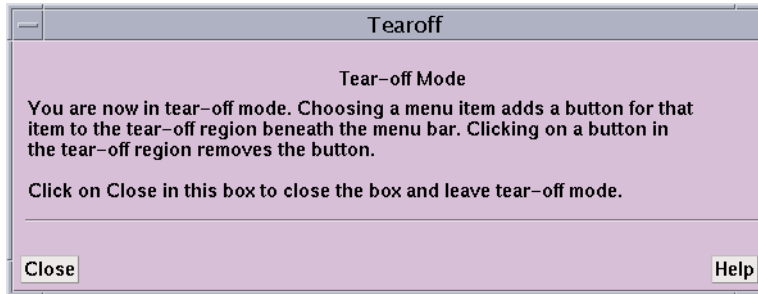 Tearoff
Tear-off Mode
You are now in tear-off mode. Choosing a menu item adds a button for that
item to the tear-off region beneath the menu bar. Clicking on a button in
the tear-off region removes the button.
Click on Close in this box to close the box and leave tear-off mode.
Close
Help